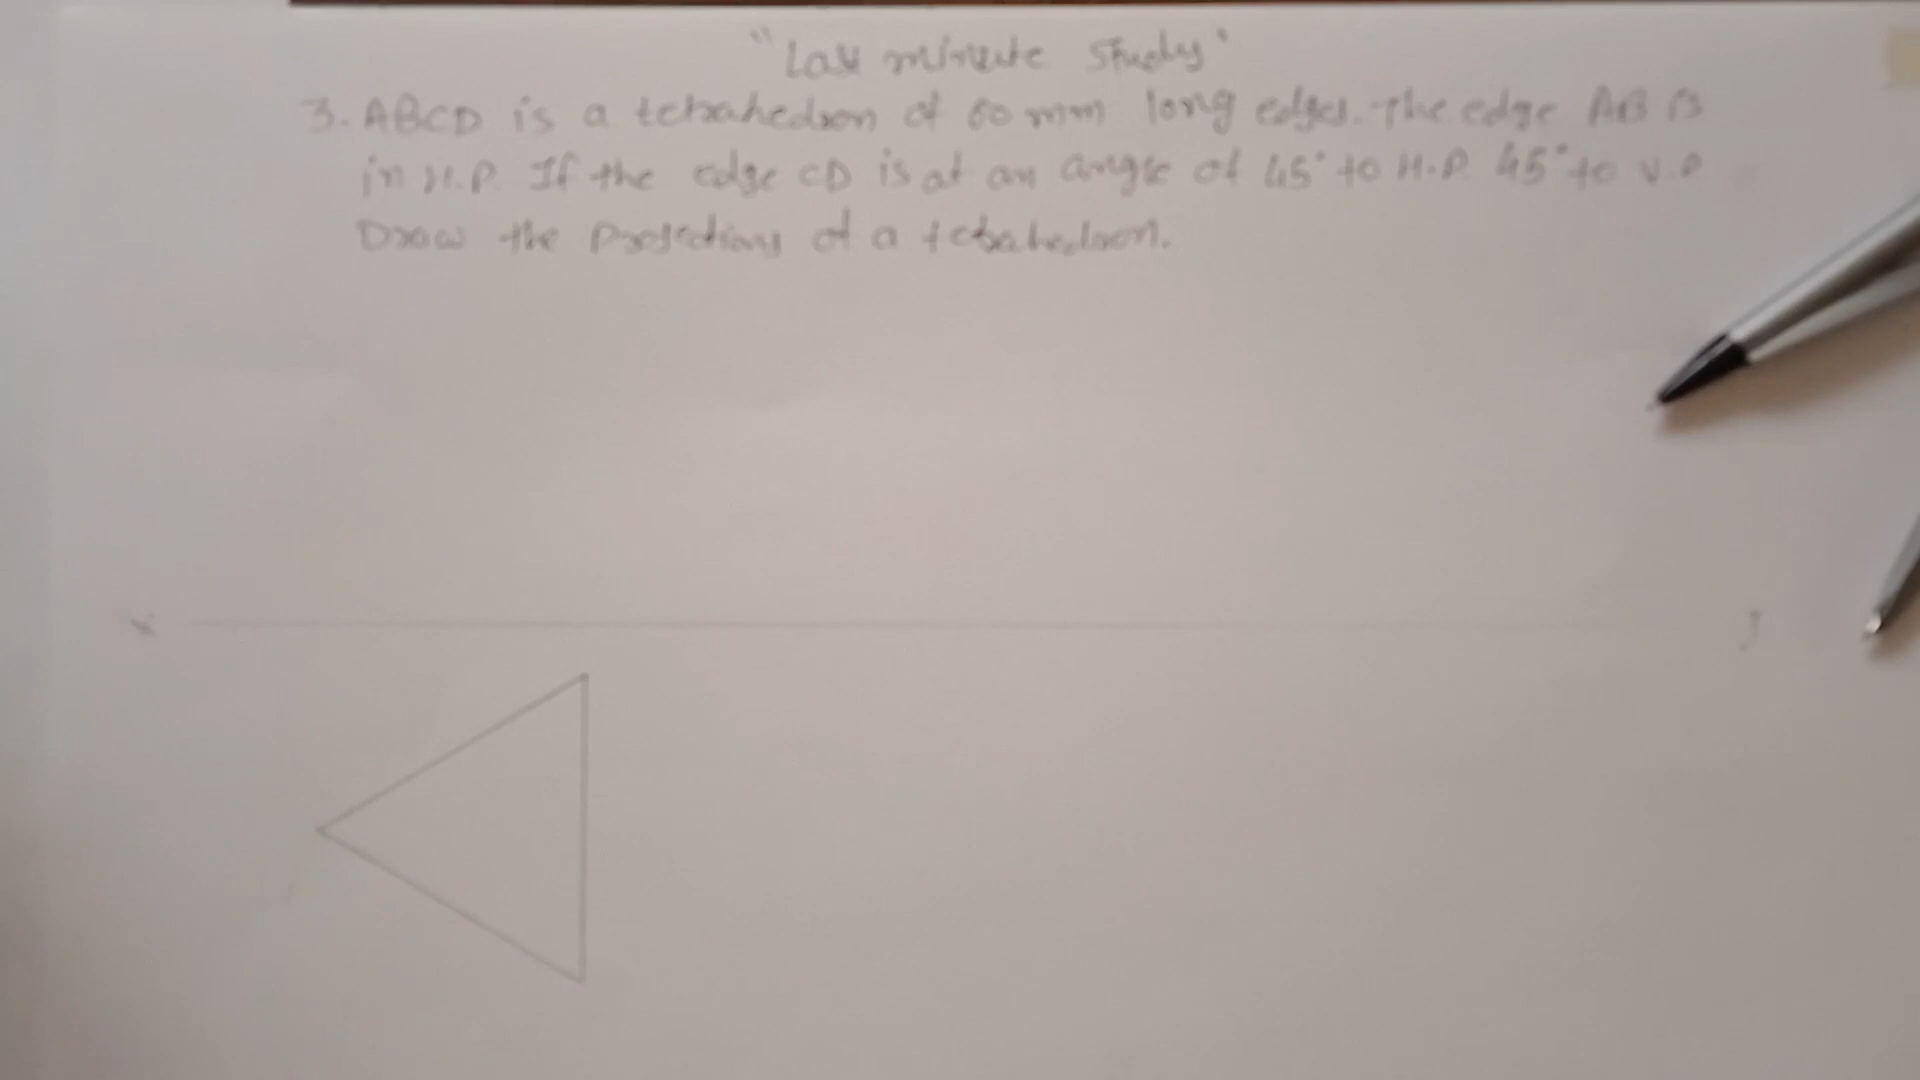 "Last minute study"
3. ABCD is a tetrahedron of 60 mm long edges. The edge AB is
in H.P. If the edge CD is at an angle of 45° to H.P 45° to V.P
Draw the projections of a tetrahedron.
x y